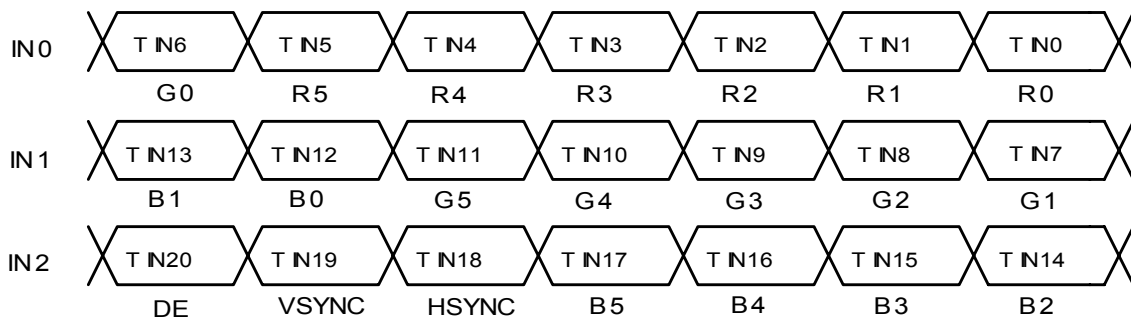 IN0 TIN6 TIN5 TIN4 TIN3 TIN2 TIN1 TIN0
G0 R5 R4 R3 R2 R1 R0
IN1 TIN13 TIN12 TIN11 TIN10 TIN9 TIN8 TIN7
B1 B0 G5 G4 G3 G2 G1
IN2 TIN20 TIN19 TIN18 TIN17 TIN16 TIN15 TIN14
DE VSYNC HSYNC B5 B4 B3 B2